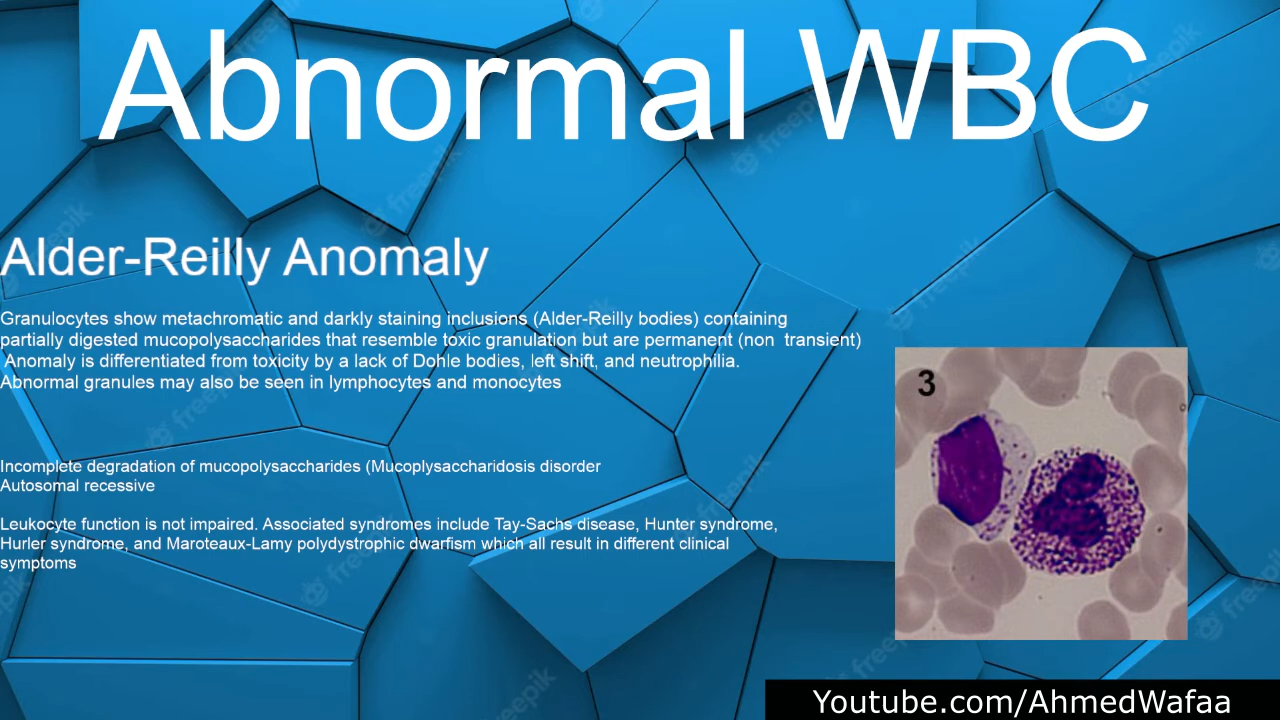 Abnormal WBC
Alder-Reilly Anomaly
Granulocytes show metachromatic and darkly staining inclusions (Alder-Reilly bodies) containing
partially digested mucopolysaccharides that resemble toxic granulation but are permanent (non transient)
Anomaly is differentiated from toxicity by a lack of Dohle bodies, left shift, and neutrophilia.
Abnormal granules may also be seen in lymphocytes and monocytes
Incomplete degradation of mucopolysaccharides (Mucoplysaccharidosis disorder
Autosomal recessive
Leukocyte function is not impaired. Associated syndromes include Tay-Sachs disease, Hunter syndrome,
Hurler syndrome, and Maroteaux-Lamy polydystrophic dwarfism which all result in different clinical
symptoms
3
Youtube.com/AhmedWafaa
freepik